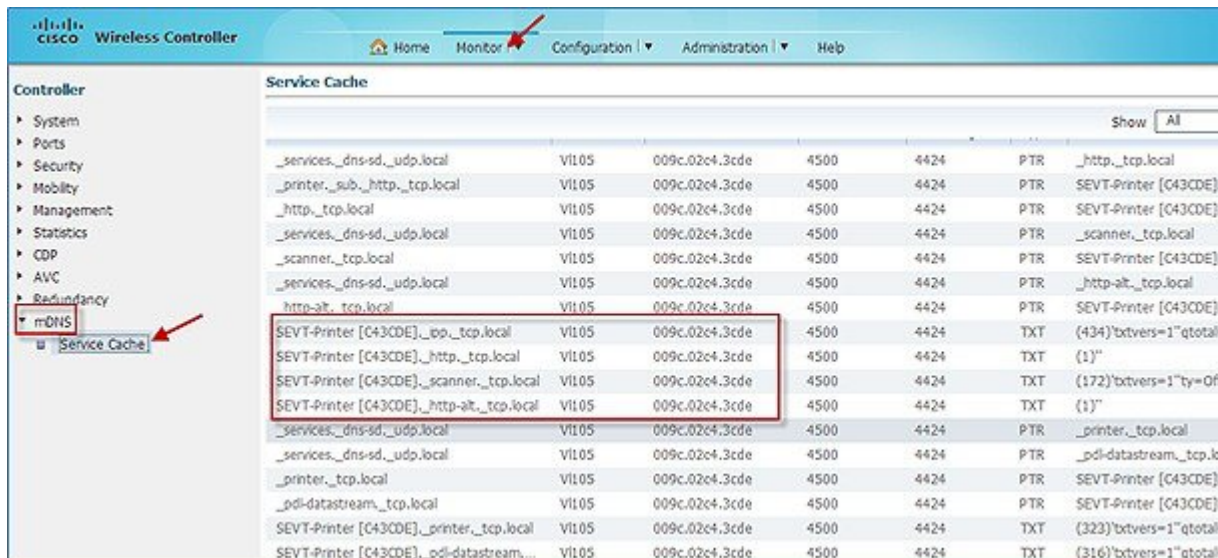 CISCO Wireless Controller
Home Monitor Configuration Administration Help
Controller
System
Ports
Security
Mobility
Management
Statistics
CDP
AVC
Redundancy
mDNS
Service Cache
Service Cache
Show All
_services._dns-sd._udp.local Vl105 009c.02c4.3cde 4500 4424 PTR _http._tcp.local
_printer._sub._http._tcp.local Vl105 009c.02c4.3cde 4500 4424 PTR SEVT-Printer [C43CDE]
_http._tcp.local Vl105 009c.02c4.3cde 4500 4424 PTR SEVT-Printer [C43CDE]
_services._dns-sd._udp.local Vl105 009c.02c4.3cde 4500 4424 PTR _scanner._tcp.local
_scanner._tcp.local Vl105 009c.02c4.3cde 4500 4424 PTR SEVT-Printer [C43CDE]
_services._dns-sd._udp.local Vl105 009c.02c4.3cde 4500 4424 PTR _http-alt._tcp.local
_http-alt._tcp.local Vl105 009c.02c4.3cde 4500 4424 PTR SEVT-Printer [C43CDE]
SEVT-Printer [C43CDE]._ipp._tcp.local Vl105 009c.02c4.3cde 4500 4424 TXT (434)'txtvers=1''qtotal
SEVT-Printer [C43CDE]._http._tcp.local Vl105 009c.02c4.3cde 4500 4424 TXT (1)''
SEVT-Printer [C43CDE]._scanner._tcp.local Vl105 009c.02c4.3cde 4500 4424 TXT (172)'txtvers=1''ty=Of
SEVT-Printer [C43CDE]._http-alt._tcp.local Vl105 009c.02c4.3cde 4500 4424 TXT (1)''
_services._dns-sd._udp.local Vl105 009c.02c4.3cde 4500 4424 PTR _printer._tcp.local
_services._dns-sd._udp.local Vl105 009c.02c4.3cde 4500 4424 PTR _pdl-datastream._tcp.lo
_printer._tcp.local Vl105 009c.02c4.3cde 4500 4424 PTR SEVT-Printer [C43CDE]
_pdl-datastream._tcp.local Vl105 009c.02c4.3cde 4500 4424 PTR SEVT-Printer [C43CDE]
SEVT-Printer [C43CDE]._printer._tcp.local Vl105 009c.02c4.3cde 4500 4424 TXT (323)'txtvers=1''qtotal
SEVT-Printer [C43CDE]._pdl-datastream.... Vl105 009c.02c4.3cde 4500 4424 TXT (316)'txtvers=1''qtotal